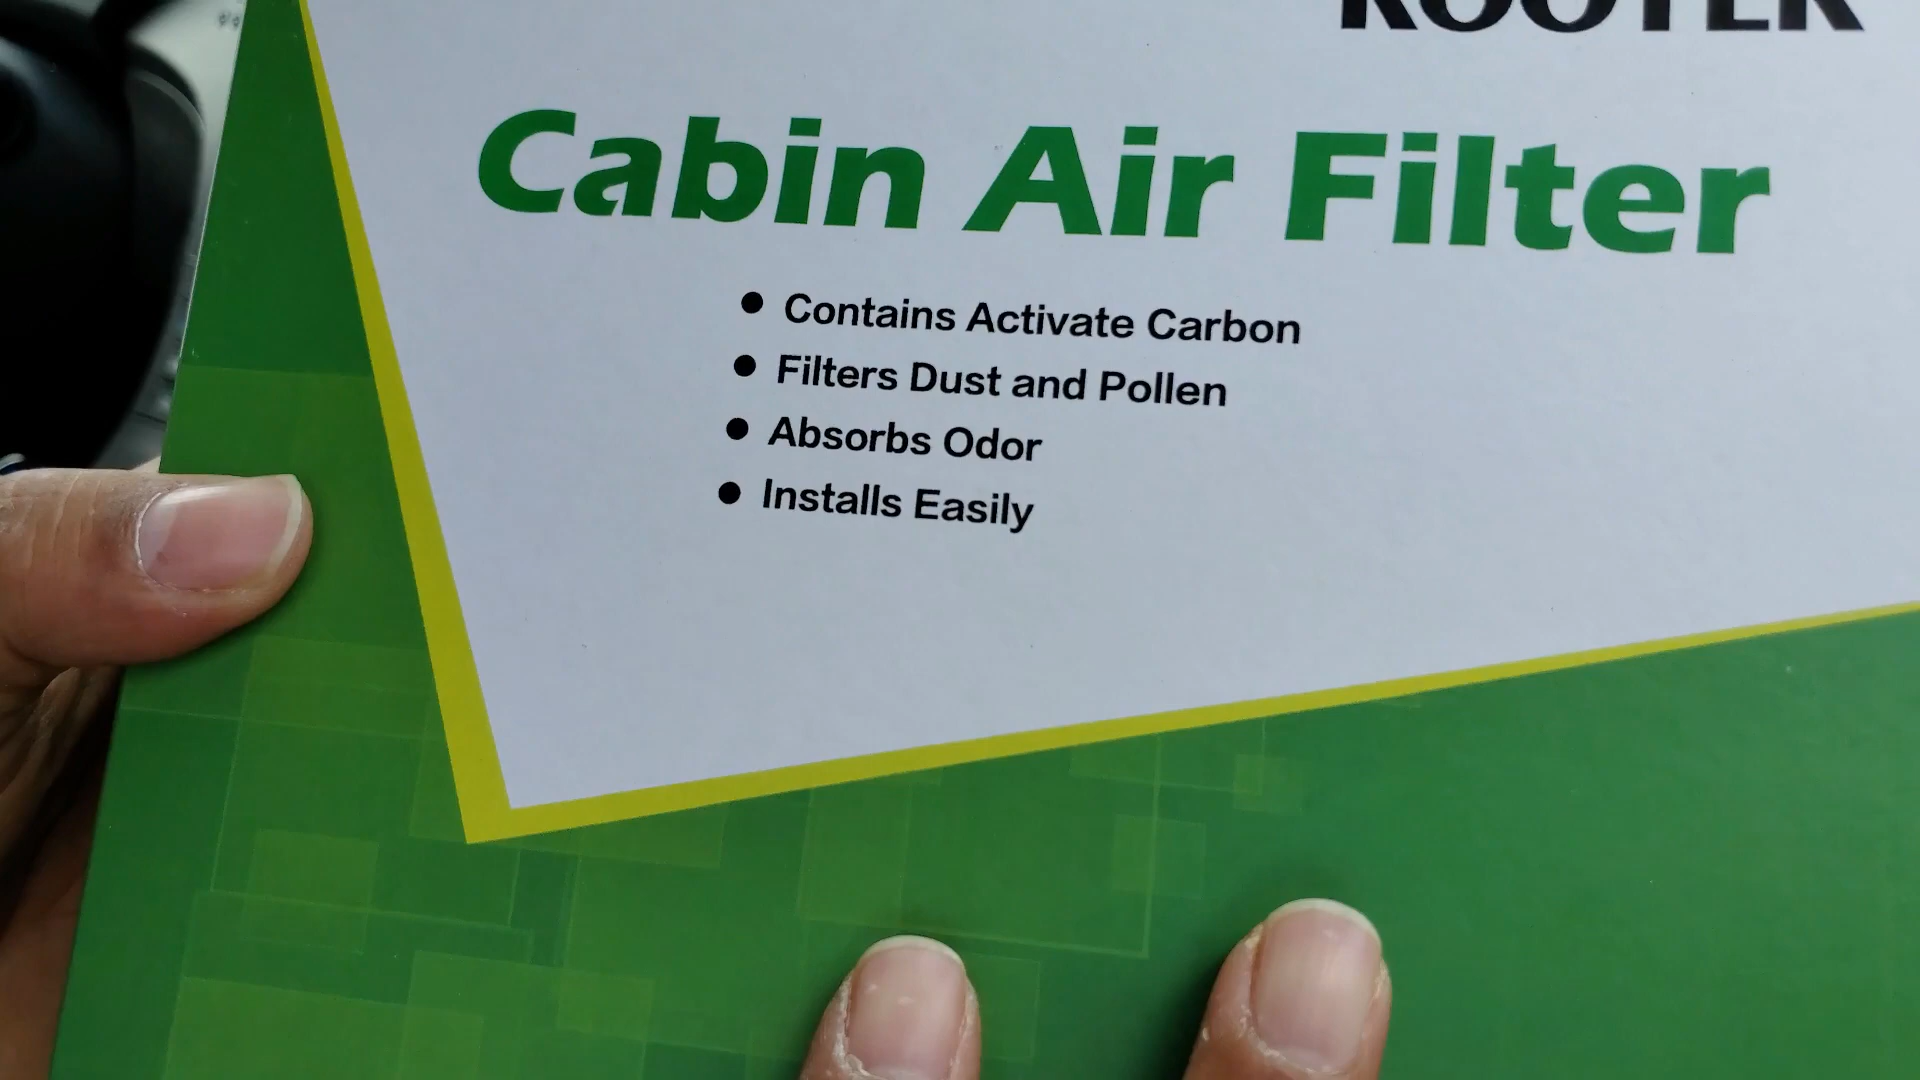 Cabin Air Filter
● Contains Activate Carbon
● Filters Dust and Pollen
● Absorbs Odor
● Installs Easily